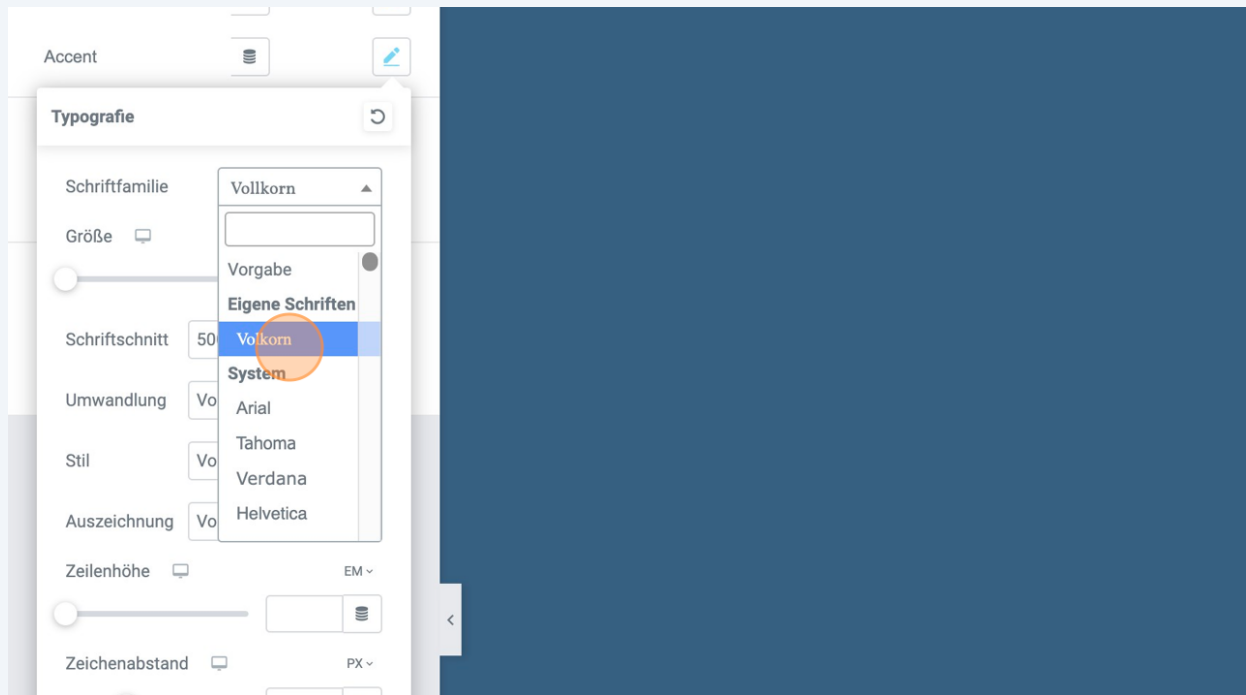 Accent
Typografie
Schriftfamilie
Vollkorn
Größe
Vorgabe
Eigene Schriften
Volkorn
System
Arial
Tahoma
Verdana
Helvetica
Schriftschnitt 50
Umwandlung Vo
Stil Vo
Auszeichnung Vo
Zeilenhöhe EM
Zeichenabstand PX